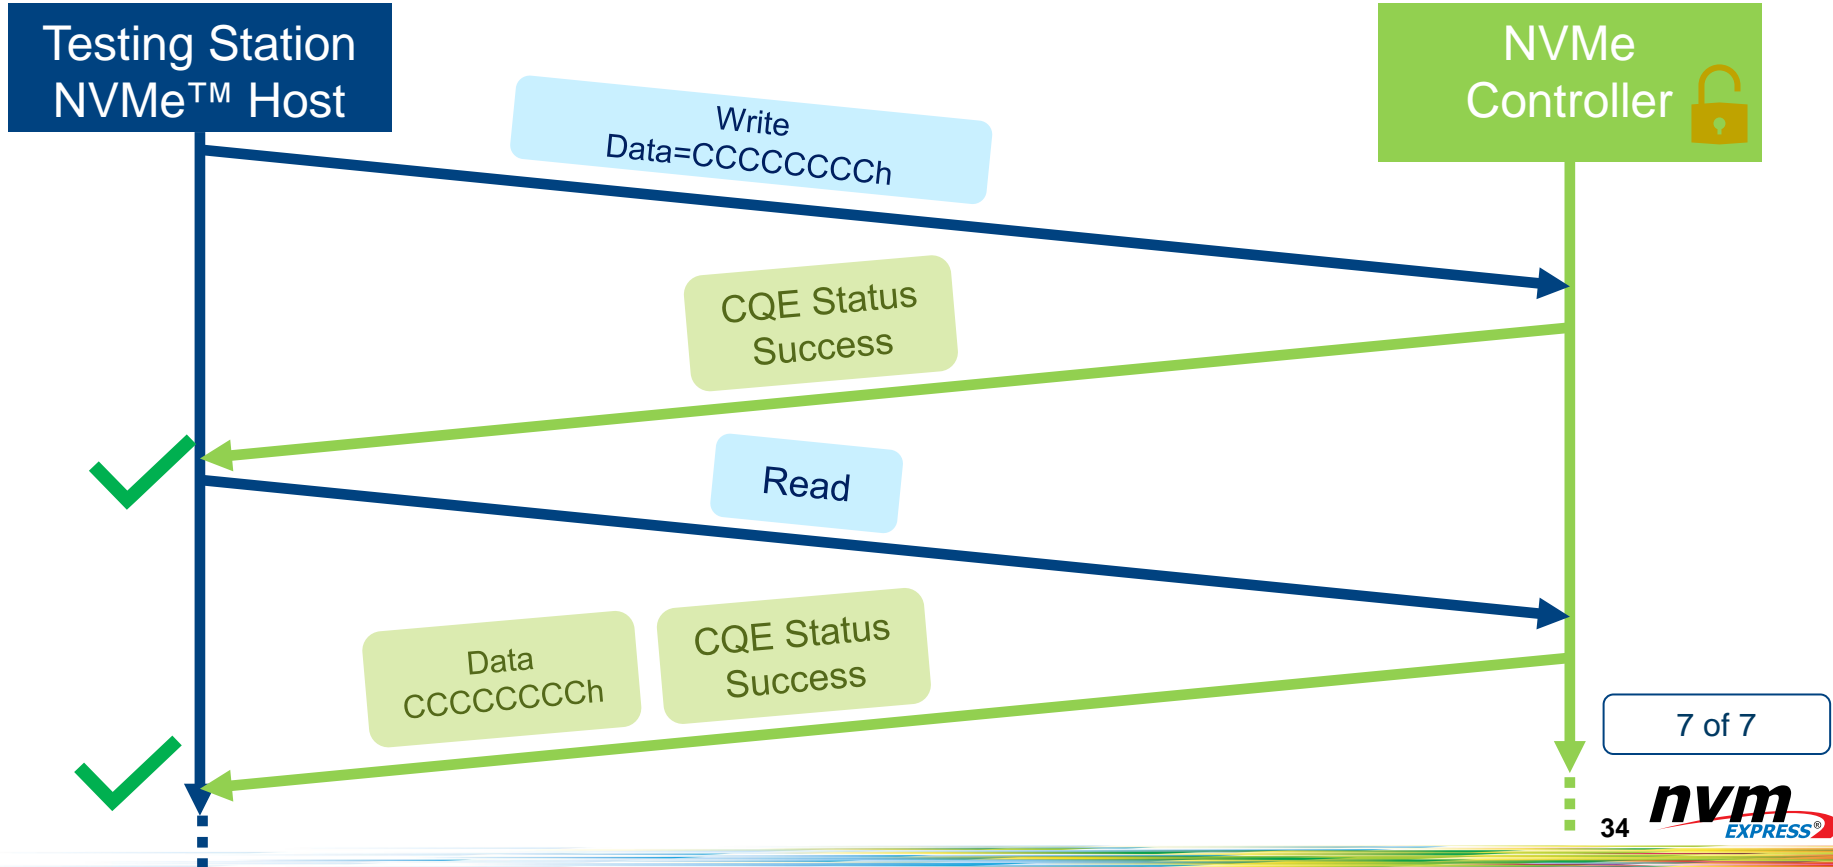 Testing Station
NVMe™ Host
NVMe
Controller
Write
Data=CCCCCCCCh
CQE Status
Success
Read
Data
CCCCCCCCh
CQE Status
Success
7 of 7
34
nvm
EXPRESS®